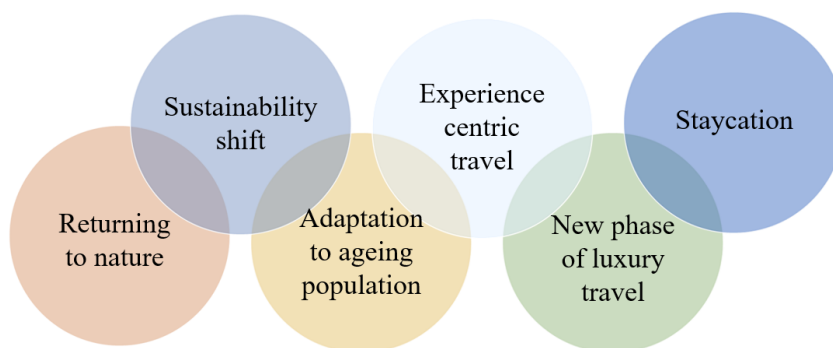 Returning
to nature
Sustainability
shift
Adaptation
to ageing
population
Experience
centric
travel
New phase
of luxury
travel
Staycation